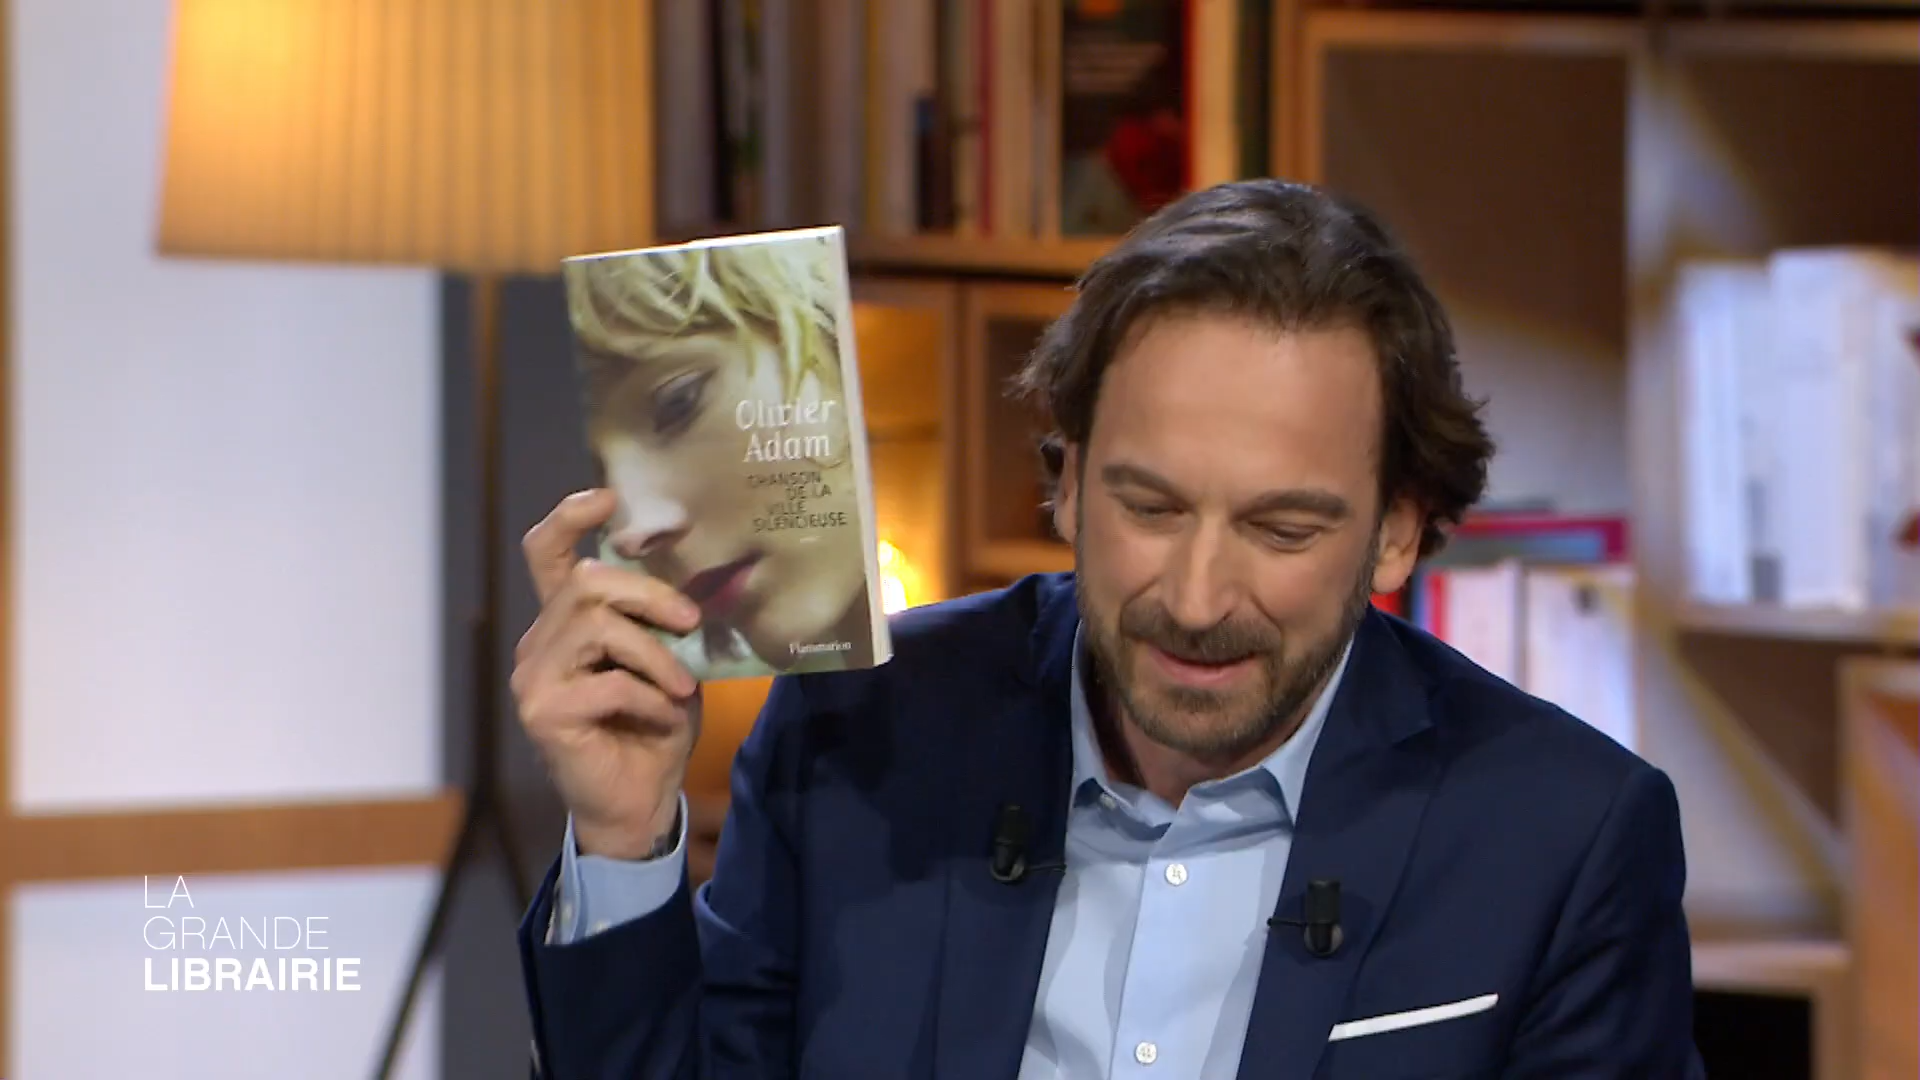 Olivier
Adam
CHANSON
DE LA
VILLE
SILENCIEUSE
Flammarion
LA
GRANDE
LIBRAIRIE